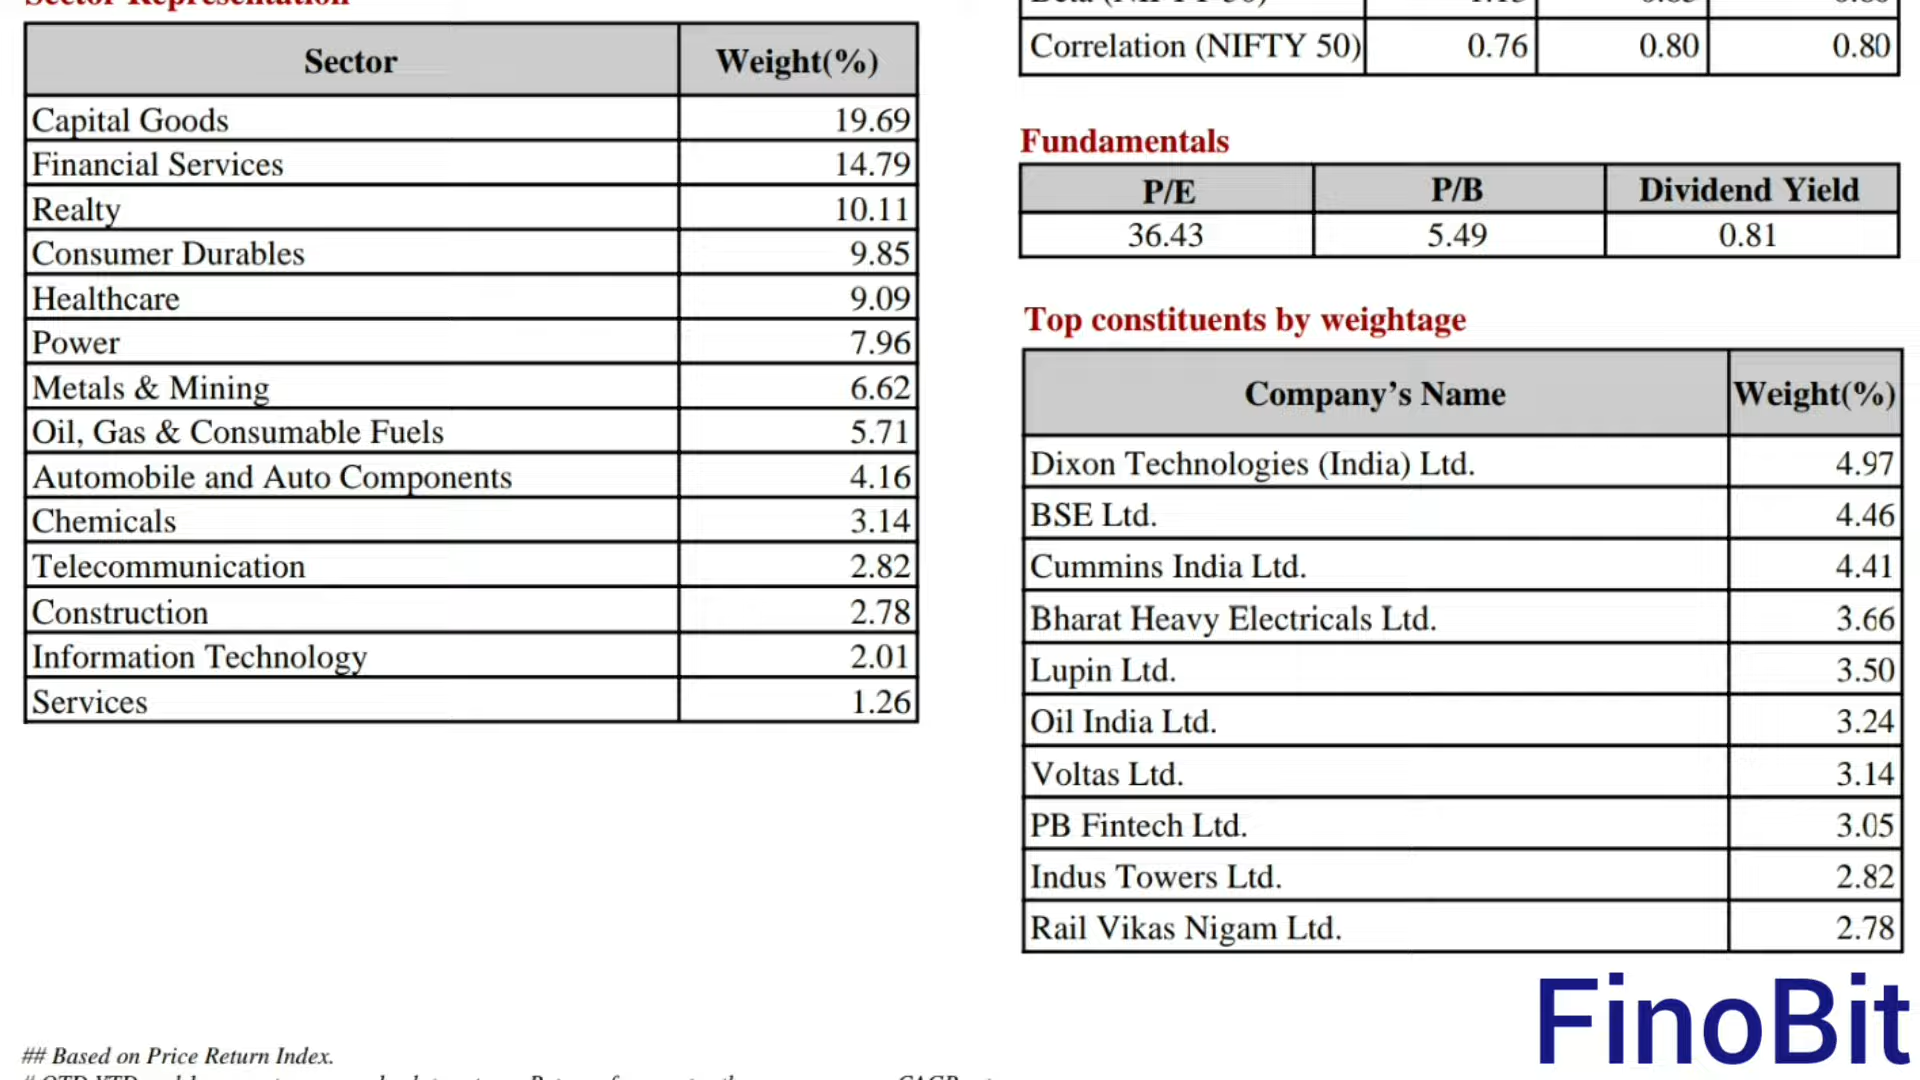 Sector Representation
Sector Weight(%)
Capital Goods 19.69
Financial Services 14.79
Realty 10.11
Consumer Durables 9.85
Healthcare 9.09
Power 7.96
Metals & Mining 6.62
Oil, Gas & Consumable Fuels 5.71
Automobile and Auto Components 4.16
Chemicals 3.14
Telecommunication 2.82
Construction 2.78
Information Technology 2.01
Services 1.26
## Based on Price Return Index.
Beta (NIFTY 50)
Correlation (NIFTY 50) 0.76 0.80 0.80
Fundamentals
P/E P/B Dividend Yield
36.43 5.49 0.81
Top constituents by weightage
Company’s Name Weight(%)
Dixon Technologies (India) Ltd. 4.97
BSE Ltd. 4.46
Cummins India Ltd. 4.41
Bharat Heavy Electricals Ltd. 3.66
Lupin Ltd. 3.50
Oil India Ltd. 3.24
Voltas Ltd. 3.14
PB Fintech Ltd. 3.05
Indus Towers Ltd. 2.82
Rail Vikas Nigam Ltd. 2.78
FinoBit